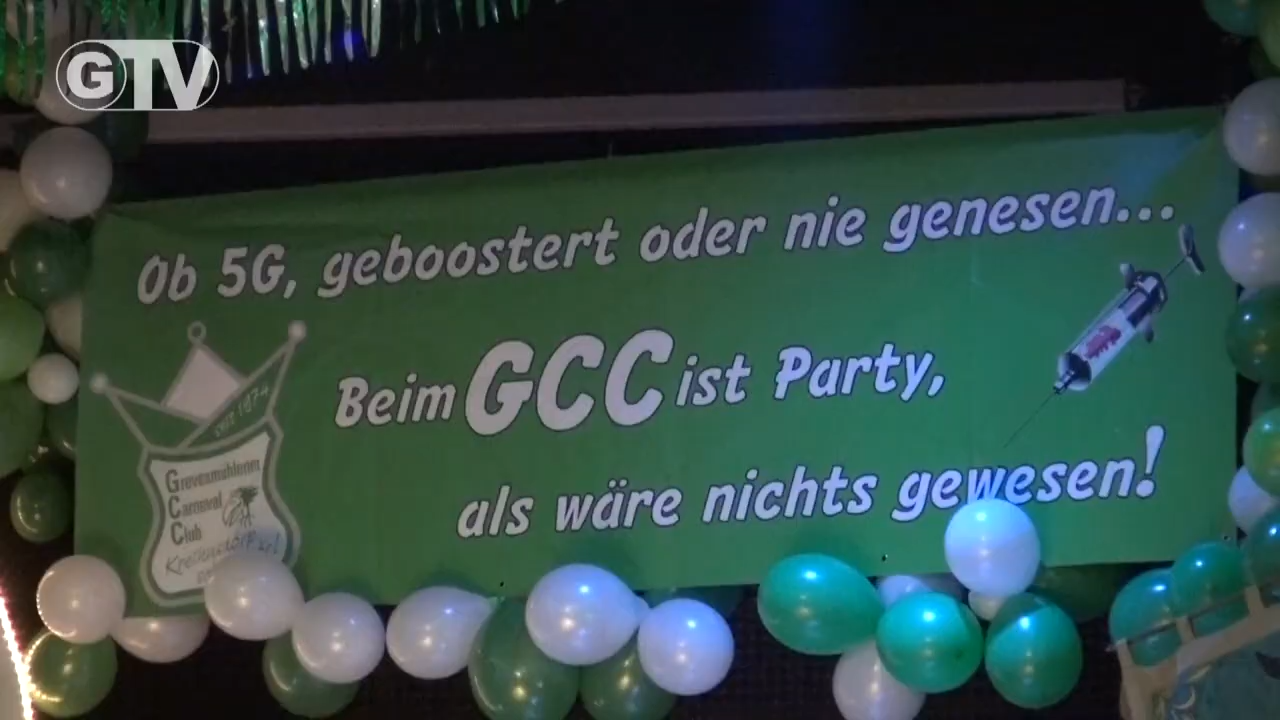 GTV
Ob 5G, geboostert oder nie genesen...
Beim GCC ist Party,
als wäre nichts gewesen!
seit 1974
Grevesmühlener
Carneval
Club